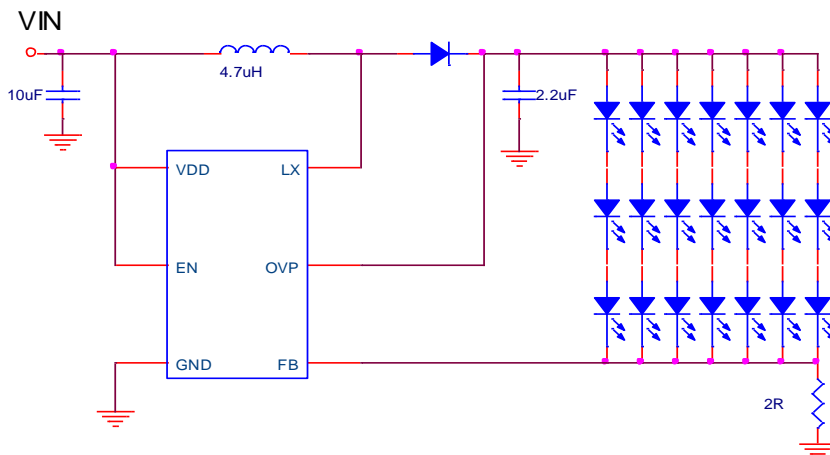 VIN
4.7uH
10uF
2.2uF
VDD
LX
EN
OVP
GND
FB
2R